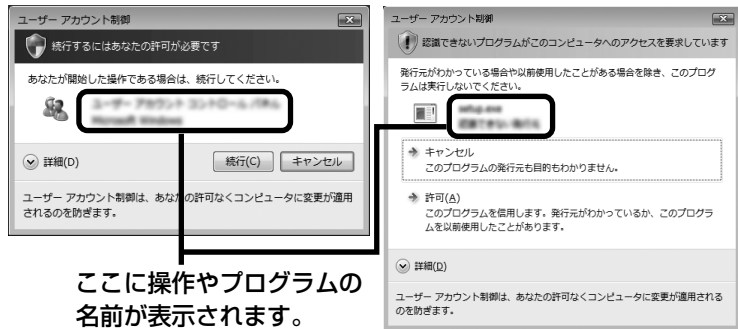 ユーザー アカウント制御
続行するにはあなたの許可が必要です
あなたが開始した操作である場合は、続行してください。
詳細(D)
続行(C)
キャンセル
ユーザー アカウント制御は、あなたの許可なくコンピュータに変更が適用
されるのを防ぎます。
ユーザー アカウント制御
認識できないプログラムがこのコンピュータへのアクセスを要求しています
発行元がわかっている場合や以前使用したことがある場合を除き、このプログ
ラムは実行しないでください。
キャンセル
このプログラムの発行元も目的もわかりません。
許可(A)
このプログラムを信用します。発行元がわかっているか、このプログラ
ムを以前使用したことがあります。
詳細(D)
ユーザー アカウント制御は、あなたの許可なくコンピュータに変更が適用される
のを防ぎます。
ここに操作やプログラムの
名前が表示されます。